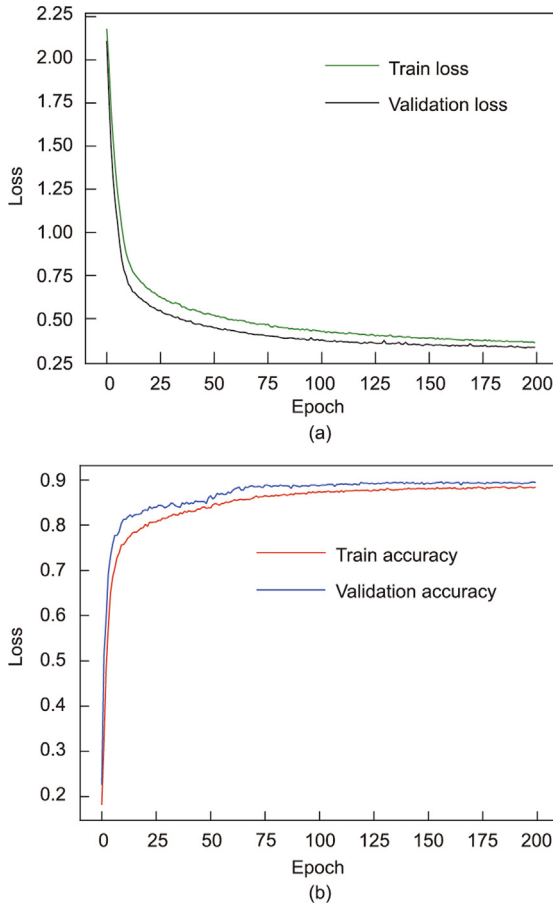 2.25
2.00
1.75
1.50
1.25
1.00
0.75
0.50
0.25
Loss
Train loss
Validation loss
0 25 50 75 100 125 150 175 200
Epoch
(a)
0.9
0.8
0.7
0.6
0.5
0.4
0.3
0.2
Loss
Train accuracy
Validation accuracy
0 25 50 75 100 125 150 175 200
Epoch
(b)